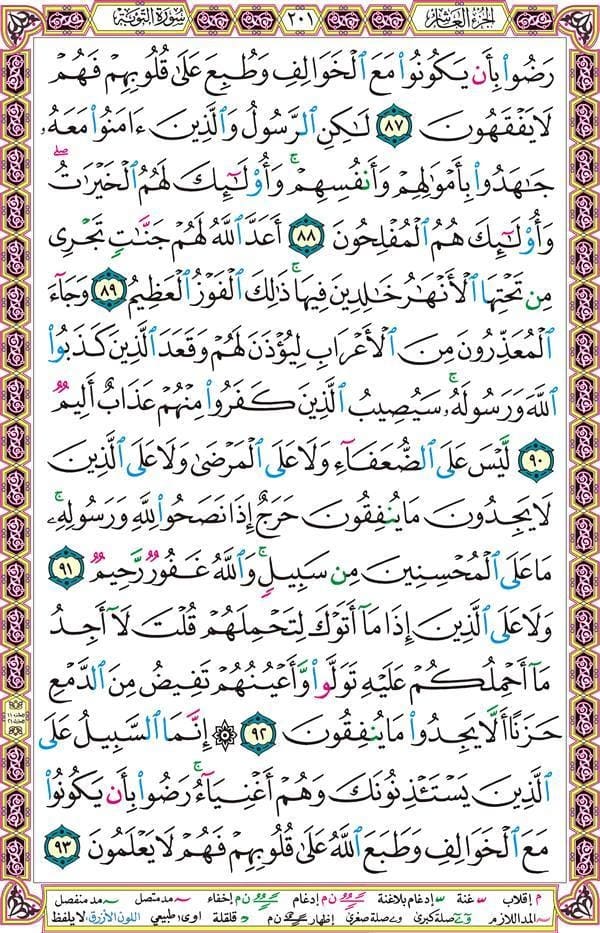 سورة التوبة ٢٠١ الجزء العاشر
رَضُوا۟ بِأَن يَكُونُوا۟ مَعَ ٱلْخَوَالِفِ وَطُبِعَ عَلَىٰ قُلُوبِهِمْ فَهُمْ
لَا يَفْقَهُونَ ٨٧ لَـٰكِنِ ٱلرَّسُولُ وَٱلَّذِينَ ءَامَنُوا۟ مَعَهُۥ
جَـٰهَدُوا۟ بِأَمْوَٰلِهِمْ وَأَنفُسِهِمْ ۚ وَأُو۟لَـٰٓئِكَ لَهُمُ ٱلْخَيْرَٰتُ ۖ
وَأُو۟لَـٰٓئِكَ هُمُ ٱلْمُفْلِحُونَ ٨٨ أَعَدَّ ٱللَّهُ لَهُمْ جَنَّـٰتٍ تَجْرِى
مِن تَحْتِهَا ٱلْأَنْهَـٰرُ خَـٰلِدِينَ فِيهَا ۚ ذَٰلِكَ ٱلْفَوْزُ ٱلْعَظِيمُ ٨٩ وَجَآءَ
ٱلْمُعَذِّرُونَ مِنَ ٱلْأَعْرَابِ لِيُؤْذَنَ لَهُمْ وَقَعَدَ ٱلَّذِينَ كَذَبُوا۟
ٱللَّهَ وَرَسُولَهُۥ ۚ سَيُصِيبُ ٱلَّذِينَ كَفَرُوا۟ مِنْهُمْ عَذَابٌ أَلِيمٌ
٩٠ لَّيْسَ عَلَى ٱلضُّعَفَآءِ وَلَا عَلَى ٱلْمَرْضَىٰ وَلَا عَلَى ٱلَّذِينَ
لَا يَجِدُونَ مَا يُنفِقُونَ حَرَجٌ إِذَا نَصَحُوا۟ لِلَّهِ وَرَسُولِهِۦ ۚ
مَا عَلَى ٱلْمُحْسِنِينَ مِن سَبِيلٍ ۚ وَٱللَّهُ غَفُورٌ رَّحِيمٌ ٩١
وَلَا عَلَى ٱلَّذِينَ إِذَا مَآ أَتَوْكَ لِتَحْمِلَهُمْ قُلْتَ لَآ أَجِدُ
مَآ أَحْمِلُكُمْ عَلَيْهِ تَوَلَّوا۟ وَّأَعْيُنُهُمْ تَفِيضُ مِنَ ٱلدَّمْعِ
حَزَنًا أَلَّا يَجِدُوا۟ مَا يُنفِقُونَ ٩٢ ۞ إِنَّمَا ٱلسَّبِيلُ عَلَى
ٱلَّذِينَ يَسْتَـْٔذِنُونَكَ وَهُمْ أَغْنِيَآءُ ۚ رَضُوا۟ بِأَن يَكُونُوا۟
مَعَ ٱلْخَوَالِفِ وَطَبَعَ ٱللَّهُ عَلَىٰ قُلُوبِهِمْ فَهُمْ لَا يَعْلَمُونَ ٩٣
م إقلاب غنة إدغام بلاغنة ن م إدغام ن م إخفاء مد متصل مد منفصل
المد اللازم صلة كبرى صلة صغرى إظهار ن م قلقلة اوى طبيعي اللون الأزرق لا يلفظ